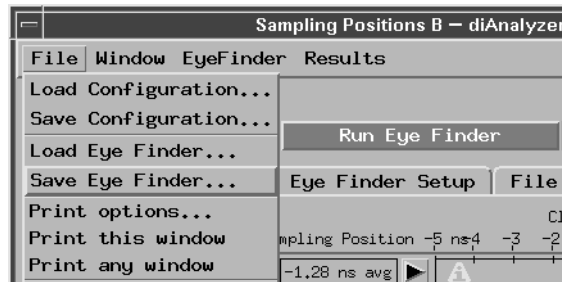 Sampling Positions B — diAnalyzer
File Window EyeFinder Results
Load Configuration...
Save Configuration...
Run Eye Finder
Load Eye Finder...
Save Eye Finder...
Eye Finder Setup
File
Print options...
Print this window
mpling Position -5 ns -4 -3 -2
Print any window
-1.28 ns avg
A